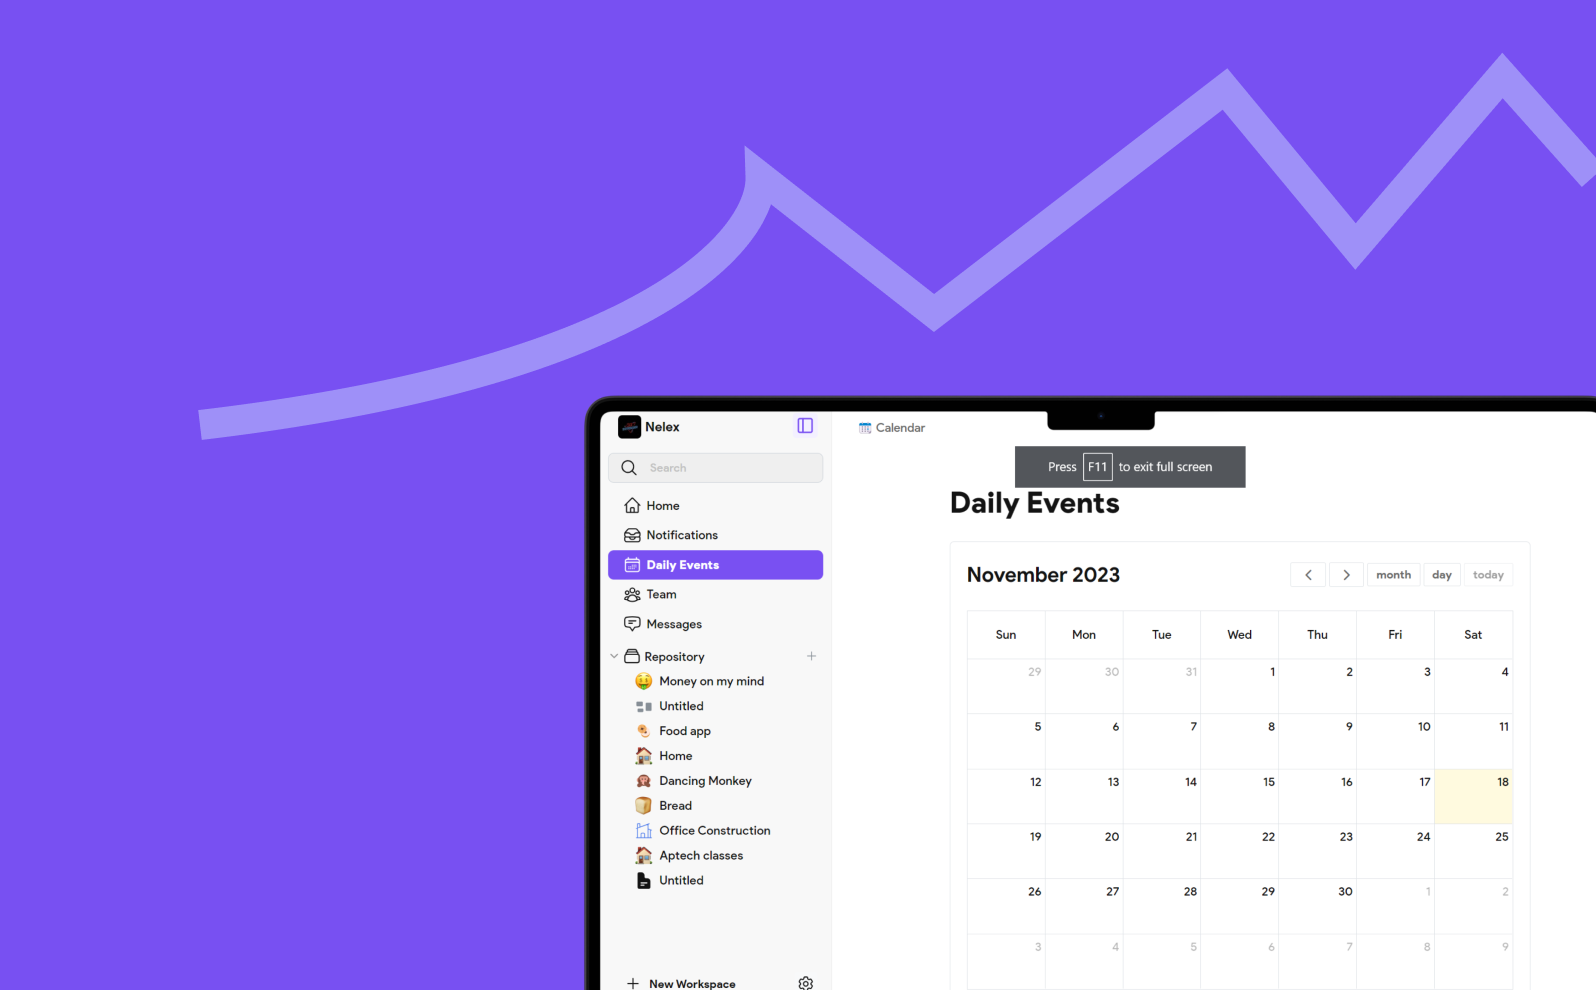 Nelex
Search
Home
Notifications
Daily Events
Team
Messages
Repository
Money on my mind
Untitled
Food app
Home
Dancing Monkey
Bread
Office Construction
Aptech classes
Untitled
New Workspace
Calendar
Press F11 to exit full screen
Daily Events
November 2023
month day today
Sun Mon Tue Wed Thu Fri Sat
29 30 31 1 2 3 4
5 6 7 8 9 10 11
12 13 14 15 16 17 18
19 20 21 22 23 24 25
26 27 28 29 30 1 2
3 4 5 6 7 8 9